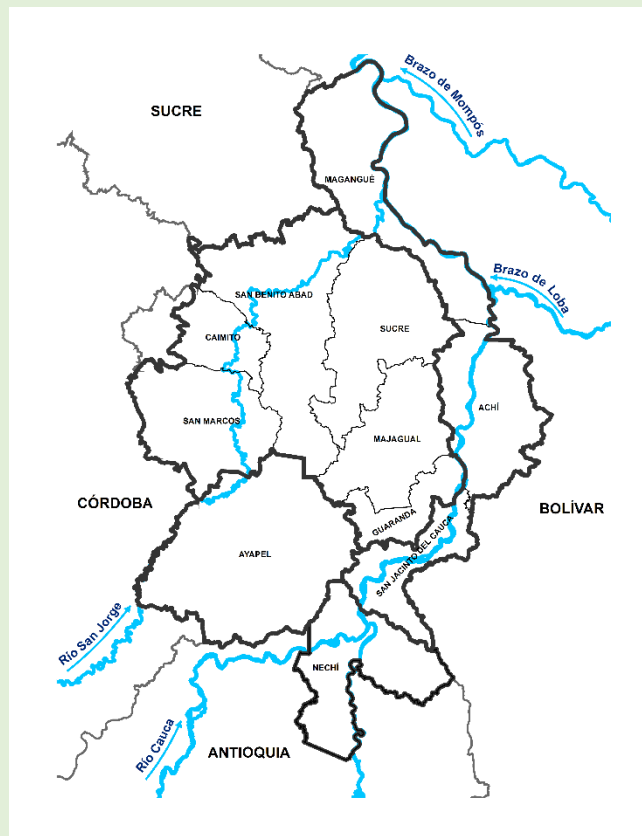 Brazo de Mompós
SUCRE
MAGANGUÉ
Brazo de Loba
SAN BENITO ABAD
CAIMITO
SUCRE
ACHÍ
SAN MARCOS
MAJAGUAL
CÓRDOBA
BOLÍVAR
GUARANDA
SAN JACINTO DEL CAUCA
AYAPEL
Río San Jorge
NECHÍ
Río Cauca
ANTIOQUIA